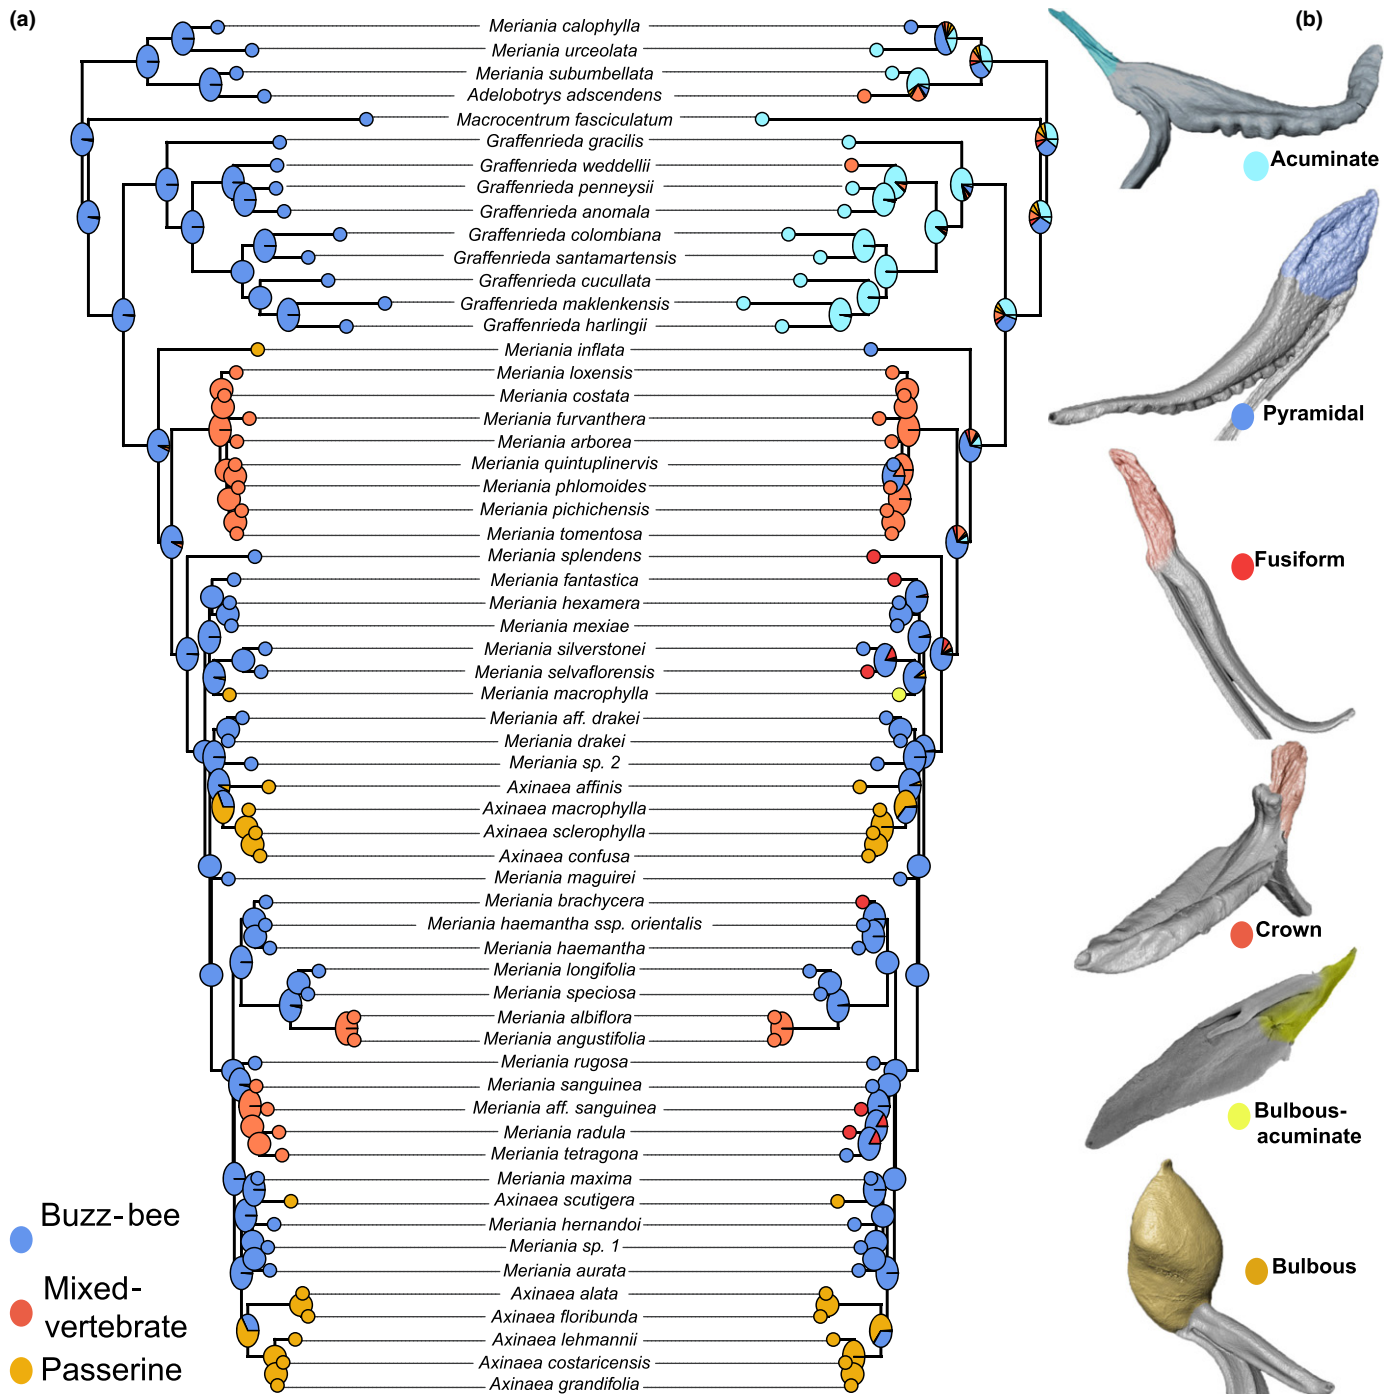 (a)
(b)
Meriania calophylla
Meriania urceolata
Meriania subumbellata
Adelobotrys adscendens
Macrocentrum fasciculatum
Graffenrieda gracilis
Graffenrieda weddellii
Graffenrieda penneysii
Graffenrieda anomala
Graffenrieda colombiana
Graffenrieda santamartensis
Graffenrieda cucullata
Graffenrieda maklenkensis
Graffenrieda harlingii
Meriania inflata
Meriania loxensis
Meriania costata
Meriania furvanthera
Meriania arborea
Meriania quintuplinervis
Meriania phlomoides
Meriania pichichensis
Meriania tomentosa
Meriania splendens
Meriania fantastica
Meriania hexamera
Meriania mexiae
Meriania silverstonei
Meriania selvaflorensis
Meriania macrophylla
Meriania aff. drakei
Meriania drakei
Meriania sp. 2
Axinaea affinis
Axinaea macrophylla
Axinaea sclerophylla
Axinaea confusa
Meriania maguirei
Meriania brachycera
Meriania haemantha ssp. orientalis
Meriania haemantha
Meriania longifolia
Meriania speciosa
Meriania albiflora
Meriania angustifolia
Meriania rugosa
Meriania sanguinea
Meriania aff. sanguinea
Meriania radula
Meriania tetragona
Meriania maxima
Axinaea scutigera
Meriania hernandoi
Meriania sp. 1
Meriania aurata
Axinaea alata
Axinaea floribunda
Axinaea lehmannii
Axinaea costaricensis
Axinaea grandifolia
Buzz-bee
Mixed-
vertebrate
Passerine
Acuminate
Pyramidal
Fusiform
Crown
Bulbous-
acuminate
Bulbous